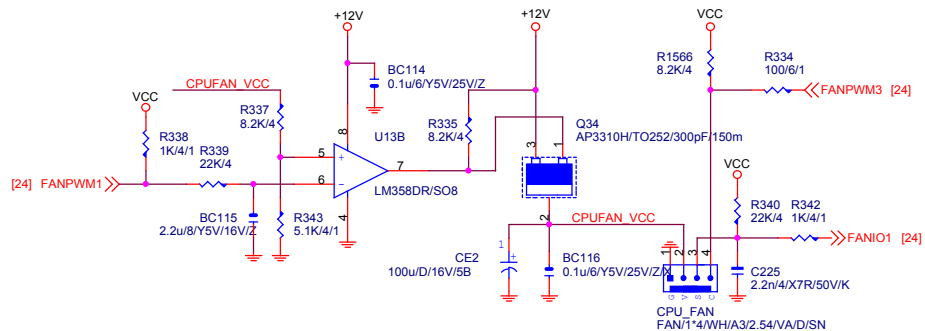 +12V
+12V
VCC
BC114
0.1u/6/Y5V/25V/Z
R1566
8.2K/4
R334
100/6/1
FANPWM3 [24]
CPUFAN_VCC
VCC
R337
8.2K/4
R338
1K/4/1
R339
22K/4
8
U13B
5
+
6
−
7
4
LM358DR/SO8
R335
8.2K/4
Q34
AP3310H/TO252/300pF/150m
3
1
2
[24] FANPWM1
BC115
2.2u/8/Y5V/16V/Z
R343
5.1K/4/1
CPUFAN_VCC
VCC
R340
22K/4
R342
1K/4/1
FANIO1 [24]
1
+
CE2
100u/D/16V/5B
BC116
0.1u/6/Y5V/25V/Z/X
1
2
3
4
G
V
S
C
C225
2.2n/4/X7R/50V/K
CPU_FAN
FAN/1*4/WH/A3/2.54/VA/D/SN